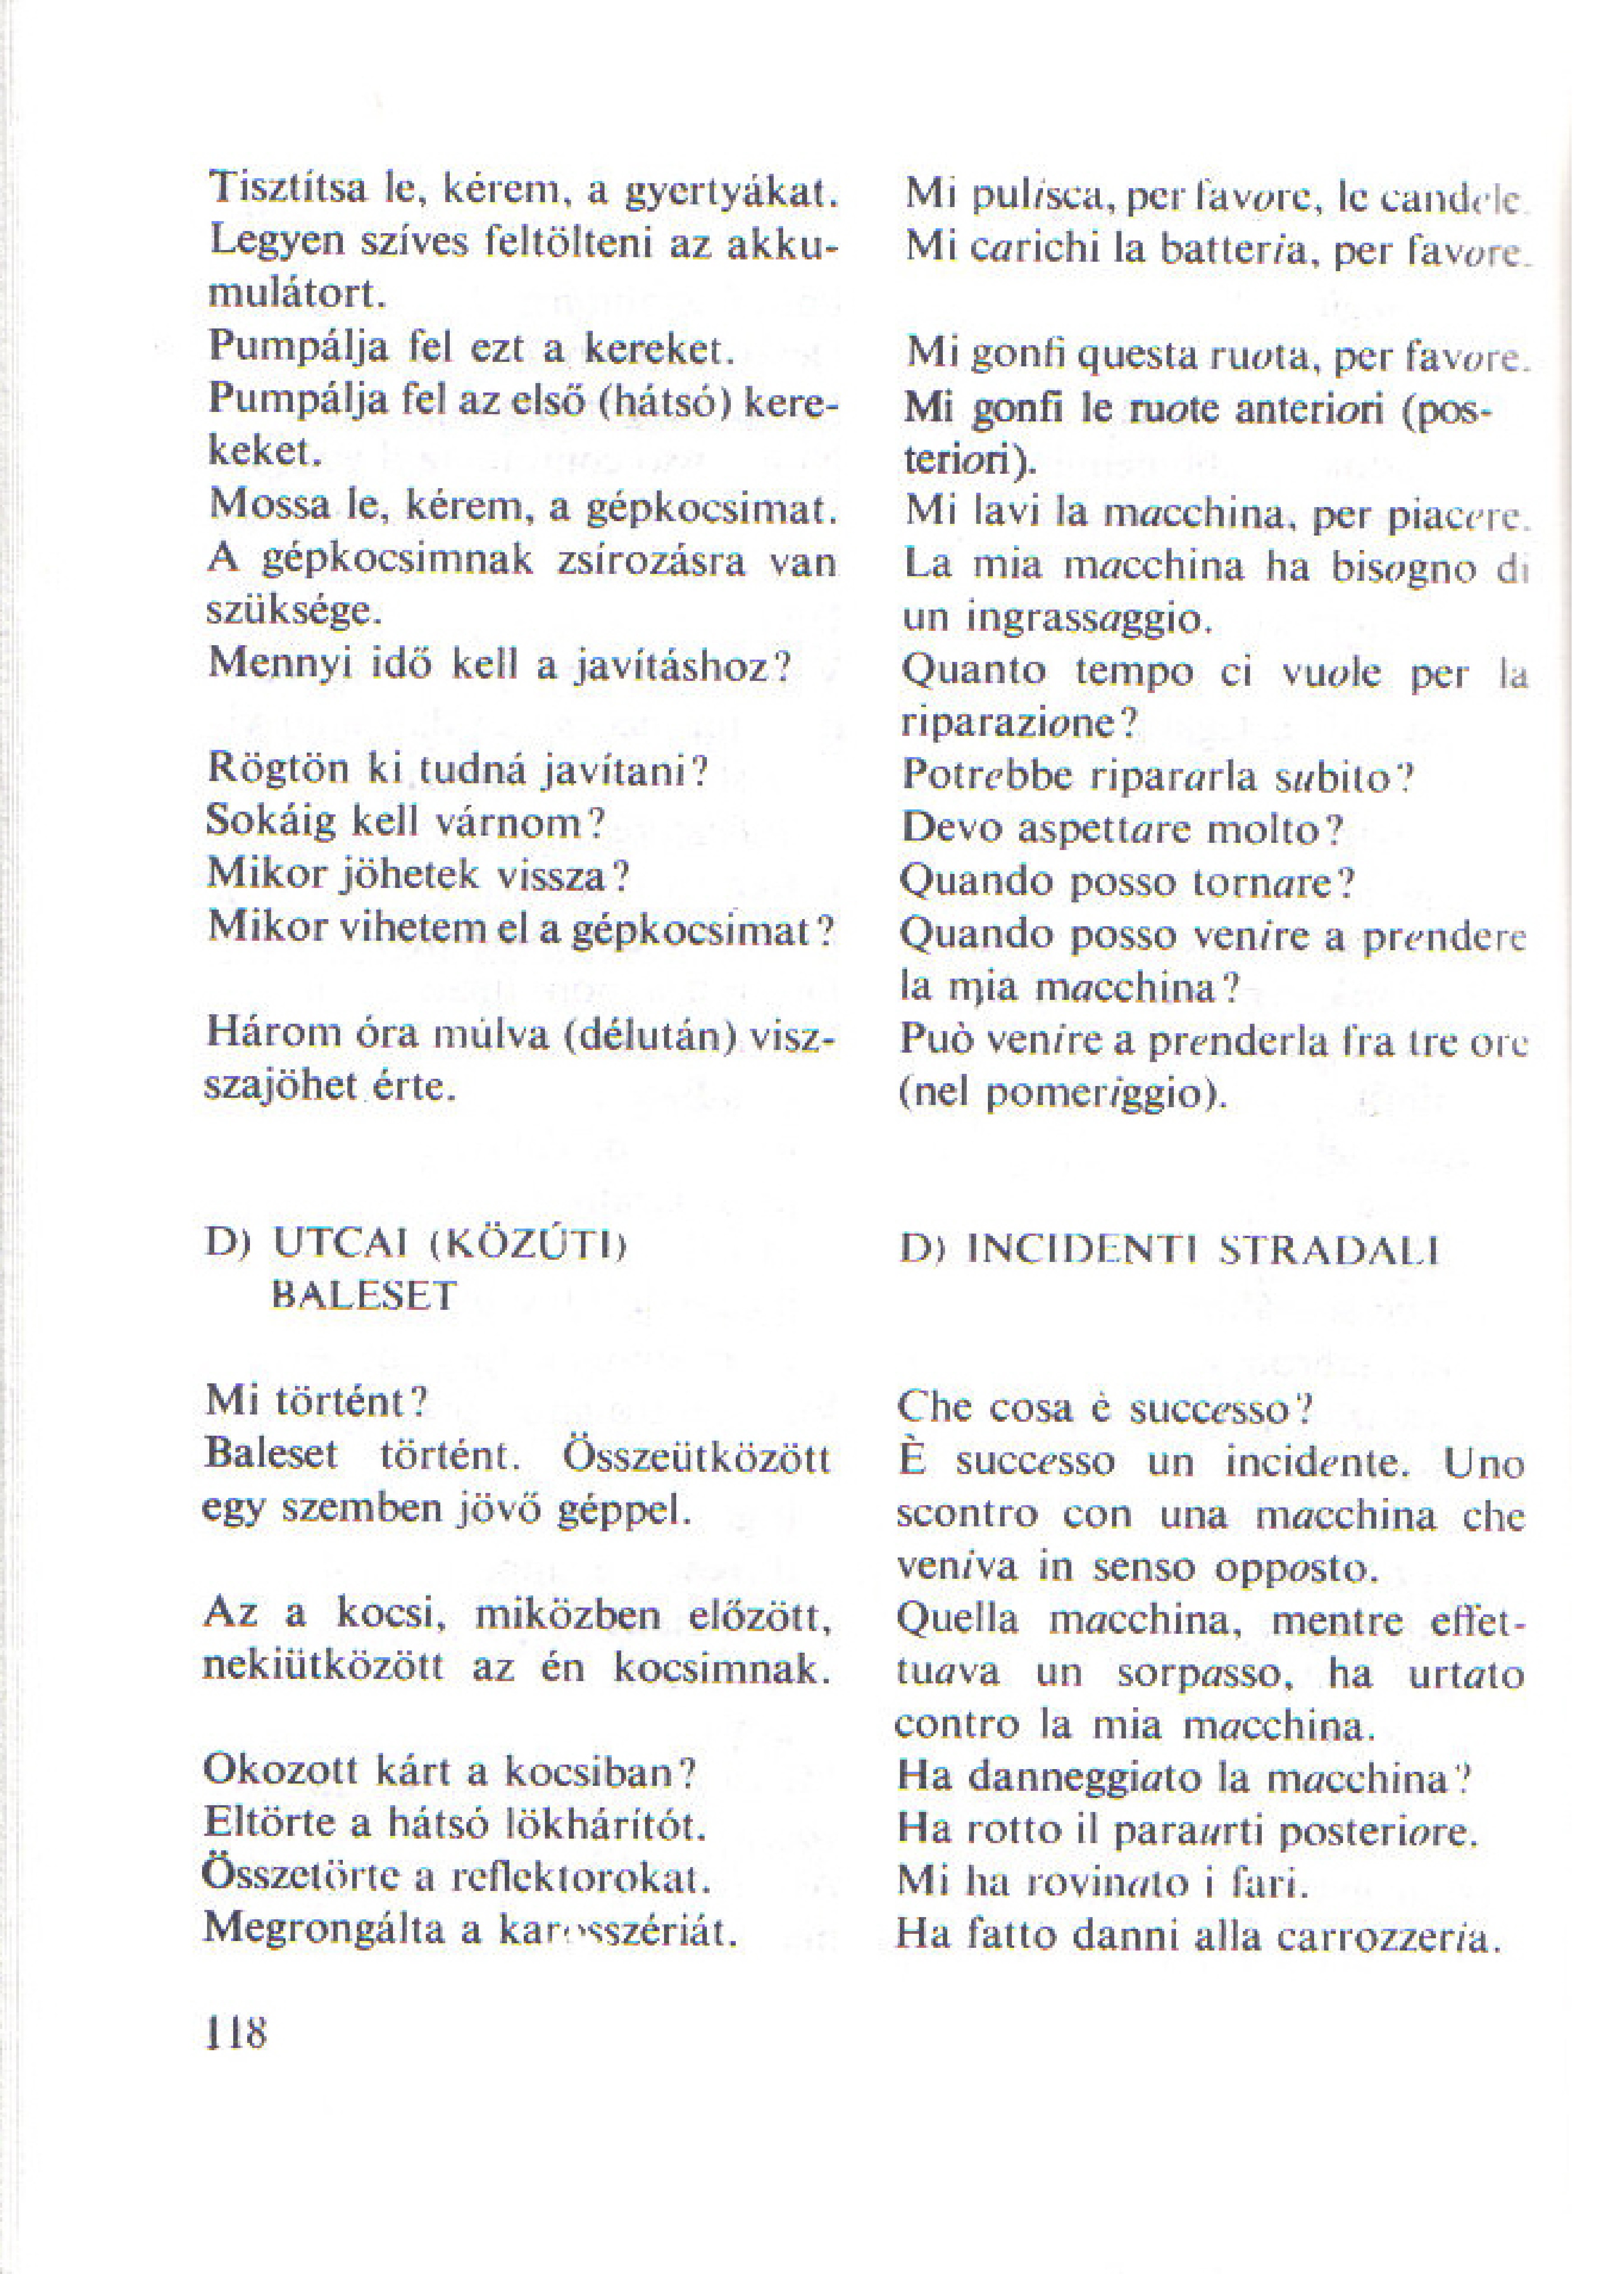 Tisztítsa le, kérem, a gyertyákat.
Legyen szíves feltölteni az akku-
mulátort.
Pumpálja fel ezt a kereket.
Pumpálja fel az első (hátsó) kere-
keket.
Mossa le, kérem, a gépkocsimat.
A gépkocsimnak zsírozásra van
szüksége.
Mennyi idő kell a javításhoz?
Rögtön ki tudná javítani?
Sokáig kell várnom?
Mikor jöhetek vissza?
Mikor vihetem el a gépkocsimat?
Három óra múlva (délután) visz-
szajöhet érte.
D) UTCAI (KÖZÚTI)
BALESET
Mi történt?
Baleset történt. Összeütközött
egy szemben jövő géppel.
Az a kocsi, miközben előzött,
nekiütközött az én kocsimnak.
Okozott kárt a kocsiban?
Eltörte a hátsó lökhárítót.
Összetörte a reflektorokat.
Megrongálta a karosszériát.
118
Mi pulisca, per favore, le candele.
Mi carichi la batteria, per favore.
Mi gonfi questa ruota, per favore.
Mi gonfi le ruote anteriori (pos-
teriori).
Mi lavi la macchina, per piacere.
La mia macchina ha bisogno di
un ingrassaggio.
Quanto tempo ci vuole per la
riparazione?
Potrebbe ripararla subito?
Devo aspettare molto?
Quando posso tornare?
Quando posso venire a prendere
la mia macchina?
Può venire a prenderla fra tre ore
(nel pomeriggio).
D) INCIDENTI STRADALI
Che cosa è successo?
È successo un incidente. Uno
scontro con una macchina che
veniva in senso opposto.
Quella macchina, mentre effet-
tuava un sorpasso, ha urtato
contro la mia macchina.
Ha danneggiato la macchina?
Ha rotto il paraurti posteriore.
Mi ha rovinato i fari.
Ha fatto danni alla carrozzeria.